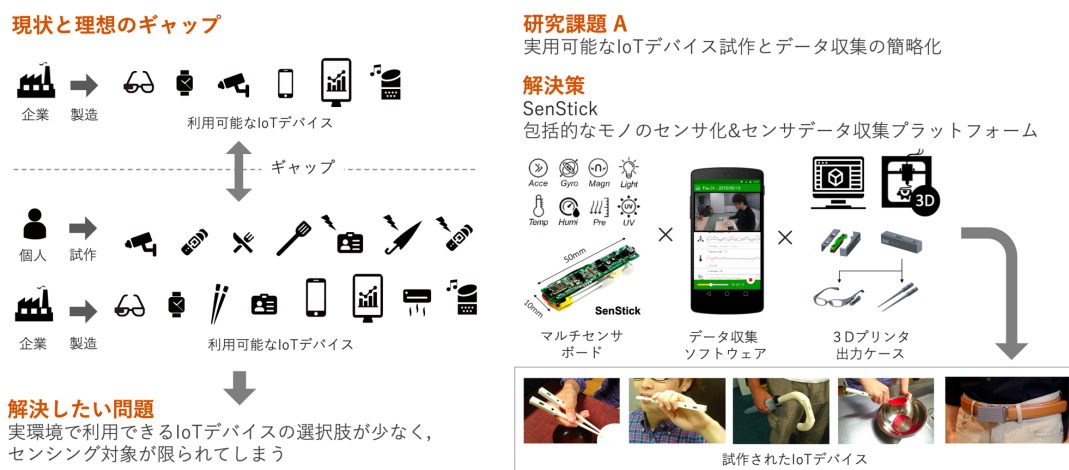 現状と理想のギャップ
企業
製造
利用可能なIoTデバイス
ギャップ
個人
試作
企業
製造
利用可能なIoTデバイス
解決したい問題
実環境で利用できるIoTデバイスの選択肢が少なく,
センシング対象が限られてしまう
研究課題 A
実用可能なIoTデバイス試作とデータ収集の簡略化
解決策
SenStick
包括的なモノのセンサ化&センサデータ収集プラットフォーム
Acce Gyro Magn Light
Temp Humi Pre UV
UV
50mm
10mm
SenStick
マルチセンサ
ボード
×
データ収集
ソフトウェア
×
3D
３Dプリンタ
出力ケース
試作されたIoTデバイス